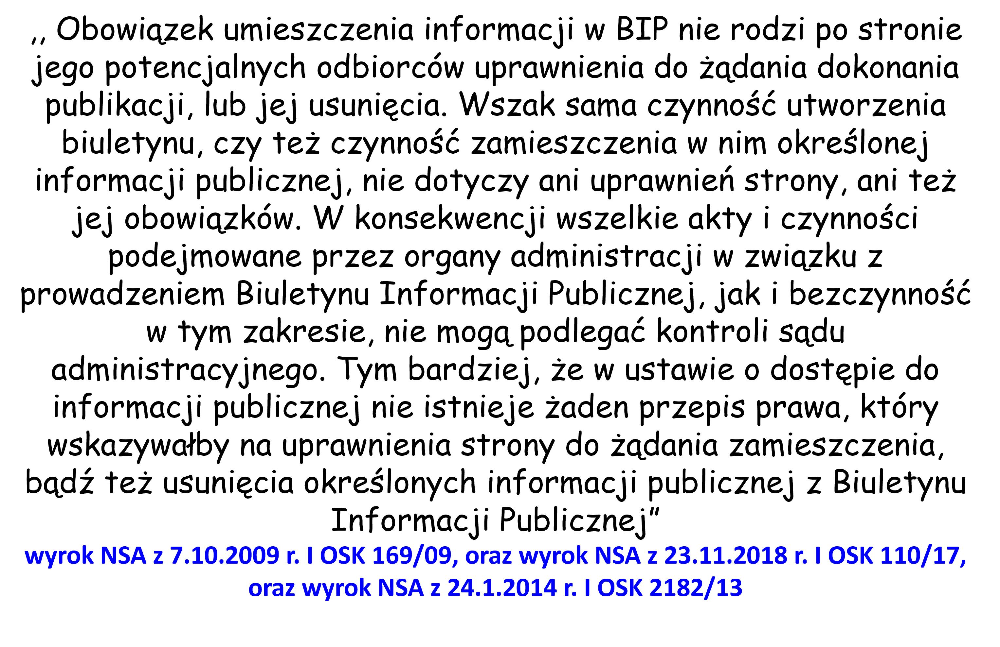 ,, Obowiązek umieszczenia informacji w BIP nie rodzi po stronie
jego potencjalnych odbiorców uprawnienia do żądania dokonania
publikacji, lub jej usunięcia. Wszak sama czynność utworzenia
biuletynu, czy też czynność zamieszczenia w nim określonej
informacji publicznej, nie dotyczy ani uprawnień strony, ani też
jej obowiązków. W konsekwencji wszelkie akty i czynności
podejmowane przez organy administracji w związku z
prowadzeniem Biuletynu Informacji Publicznej, jak i bezczynność
w tym zakresie, nie mogą podlegać kontroli sądu
administracyjnego. Tym bardziej, że w ustawie o dostępie do
informacji publicznej nie istnieje żaden przepis prawa, który
wskazywałby na uprawnienia strony do żądania zamieszczenia,
bądź też usunięcia określonych informacji publicznej z Biuletynu
Informacji Publicznej“
wyrok NSA z 7.10.2009 r. I OSK 169/09, oraz wyrok NSA z 23.11.2018 r. I OSK 110/17,
oraz wyrok NSA z 24.1.2014 r. I OSK 2182/13